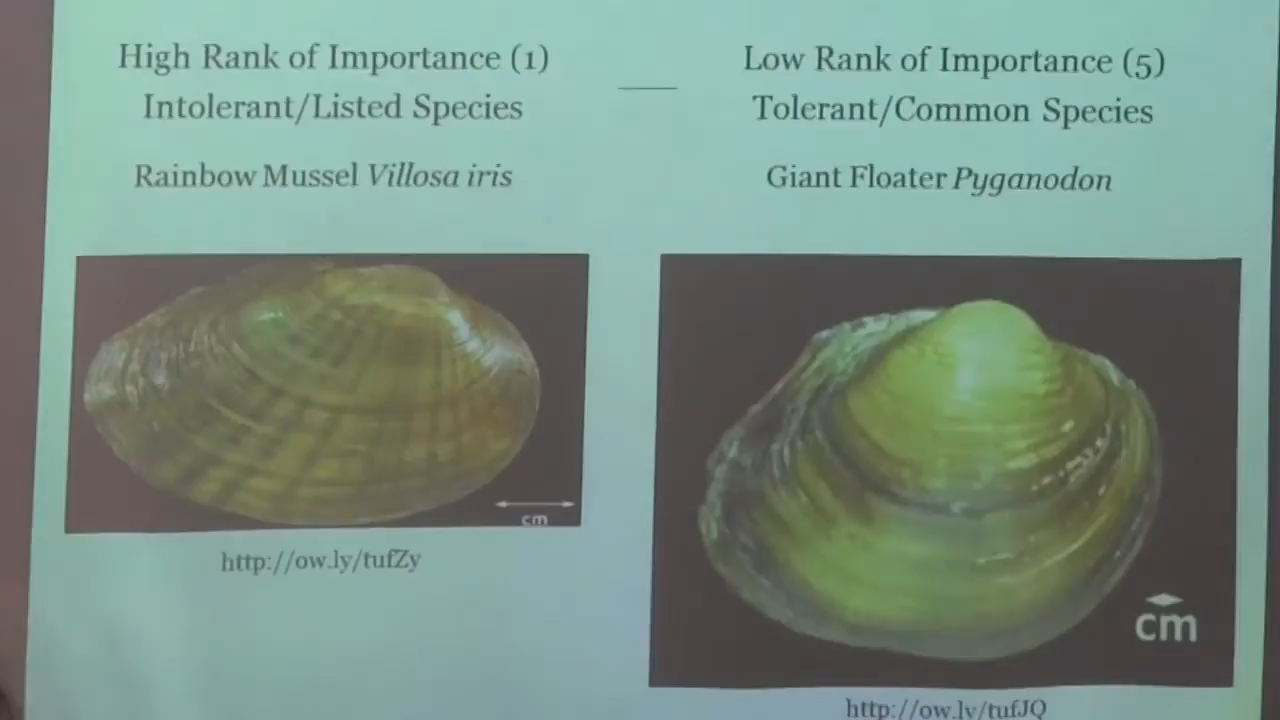 High Rank of Importance (1)
Intolerant/Listed Species
Rainbow Mussel Villosa iris
cm
http://ow.ly/tufZy
Low Rank of Importance (5)
Tolerant/Common Species
Giant Floater Pyganodon
cm
http://ow.ly/tufJQ